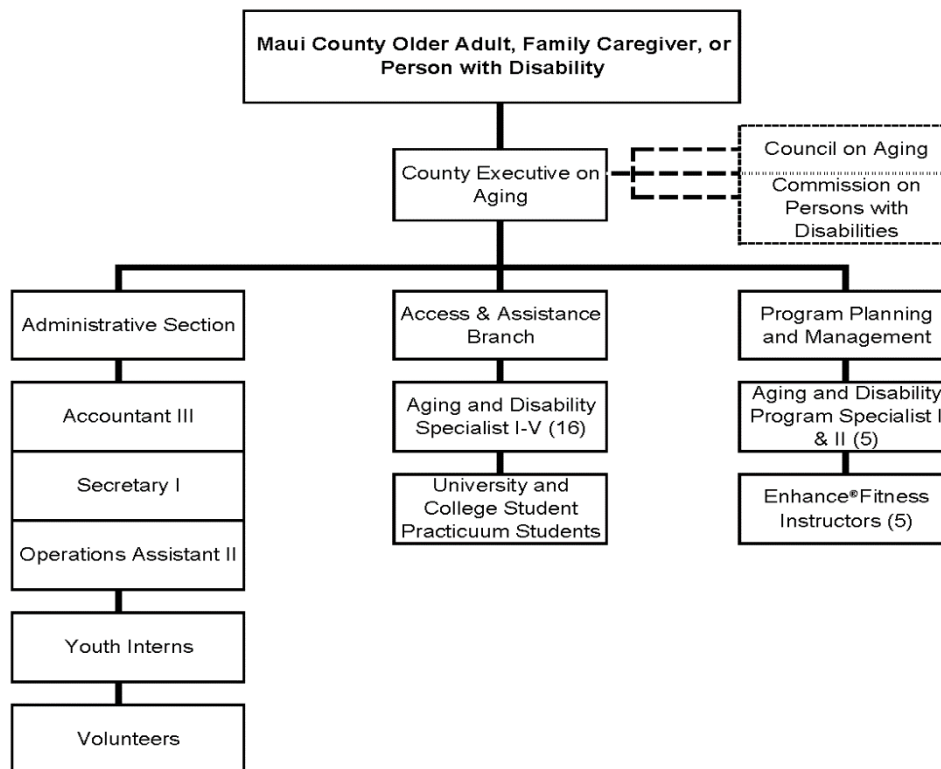 Maui County Older Adult, Family Caregiver, or
Person with Disability
County Executive on
Aging
Council on Aging
Commission on
Persons with
Disabilities
Administrative Section
Accountant III
Secretary I
Operations Assistant II
Youth Interns
Volunteers
Access & Assistance
Branch
Aging and Disability
Specialist I-V (16)
University and
College Student
Practicuum Students
Program Planning
and Management
Aging and Disability
Program Specialist I
& II (5)
Enhance®Fitness
Instructors (5)